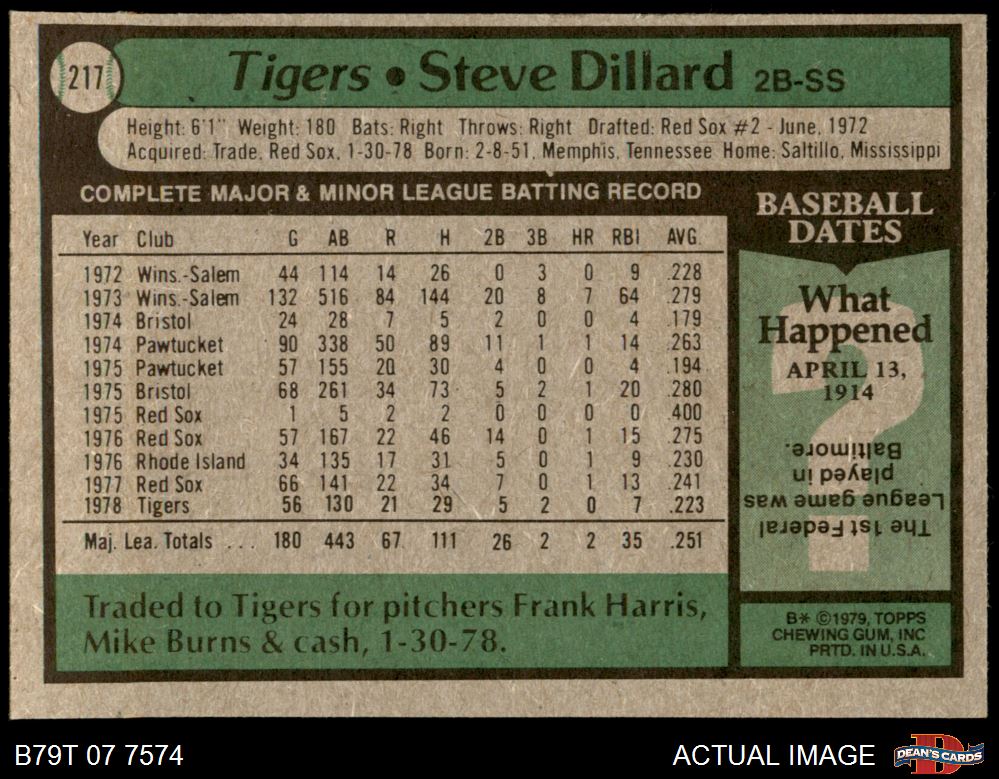 217
Tigers • Steve Dillard 2B-SS
Height: 6'1" Weight: 180 Bats: Right Throws: Right Drafted: Red Sox #2 - June, 1972
Acquired: Trade, Red Sox, 1-30-78 Born: 2-8-51, Memphis, Tennessee Home: Saltillo, Mississippi
COMPLETE MAJOR & MINOR LEAGUE BATTING RECORD
Year Club G AB R H 2B 3B HR RBI AVG.
1972 Wins.-Salem 44 114 14 26 0 3 0 9 .228
1973 Wins.-Salem 132 516 84 144 20 8 7 64 .279
1974 Bristol 24 28 7 5 2 0 0 4 .179
1974 Pawtucket 90 338 50 89 11 1 1 14 .263
1975 Pawtucket 57 155 20 30 4 0 0 4 .194
1975 Bristol 68 261 34 73 5 2 1 20 .280
1975 Red Sox 1 5 2 2 0 0 0 0 .400
1976 Red Sox 57 167 22 46 14 0 1 15 .275
1976 Rhode Island 34 135 17 31 5 0 1 9 .230
1977 Red Sox 66 141 22 34 7 0 1 13 .241
1978 Tigers 56 130 21 29 5 2 0 7 .223
Maj. Lea. Totals ... 180 443 67 111 26 2 2 35 .251
Traded to Tigers for pitchers Frank Harris,
Mike Burns & cash, 1-30-78.
BASEBALL
DATES
What
Happened
APRIL 13,
1914
The 1st Federal
League game was
played in
Baltimore.
B* ©1979, TOPPS
CHEWING GUM, INC
PRTD. IN U.S.A.
B79T 07 7574
ACTUAL IMAGE
DEAN'S CARDS